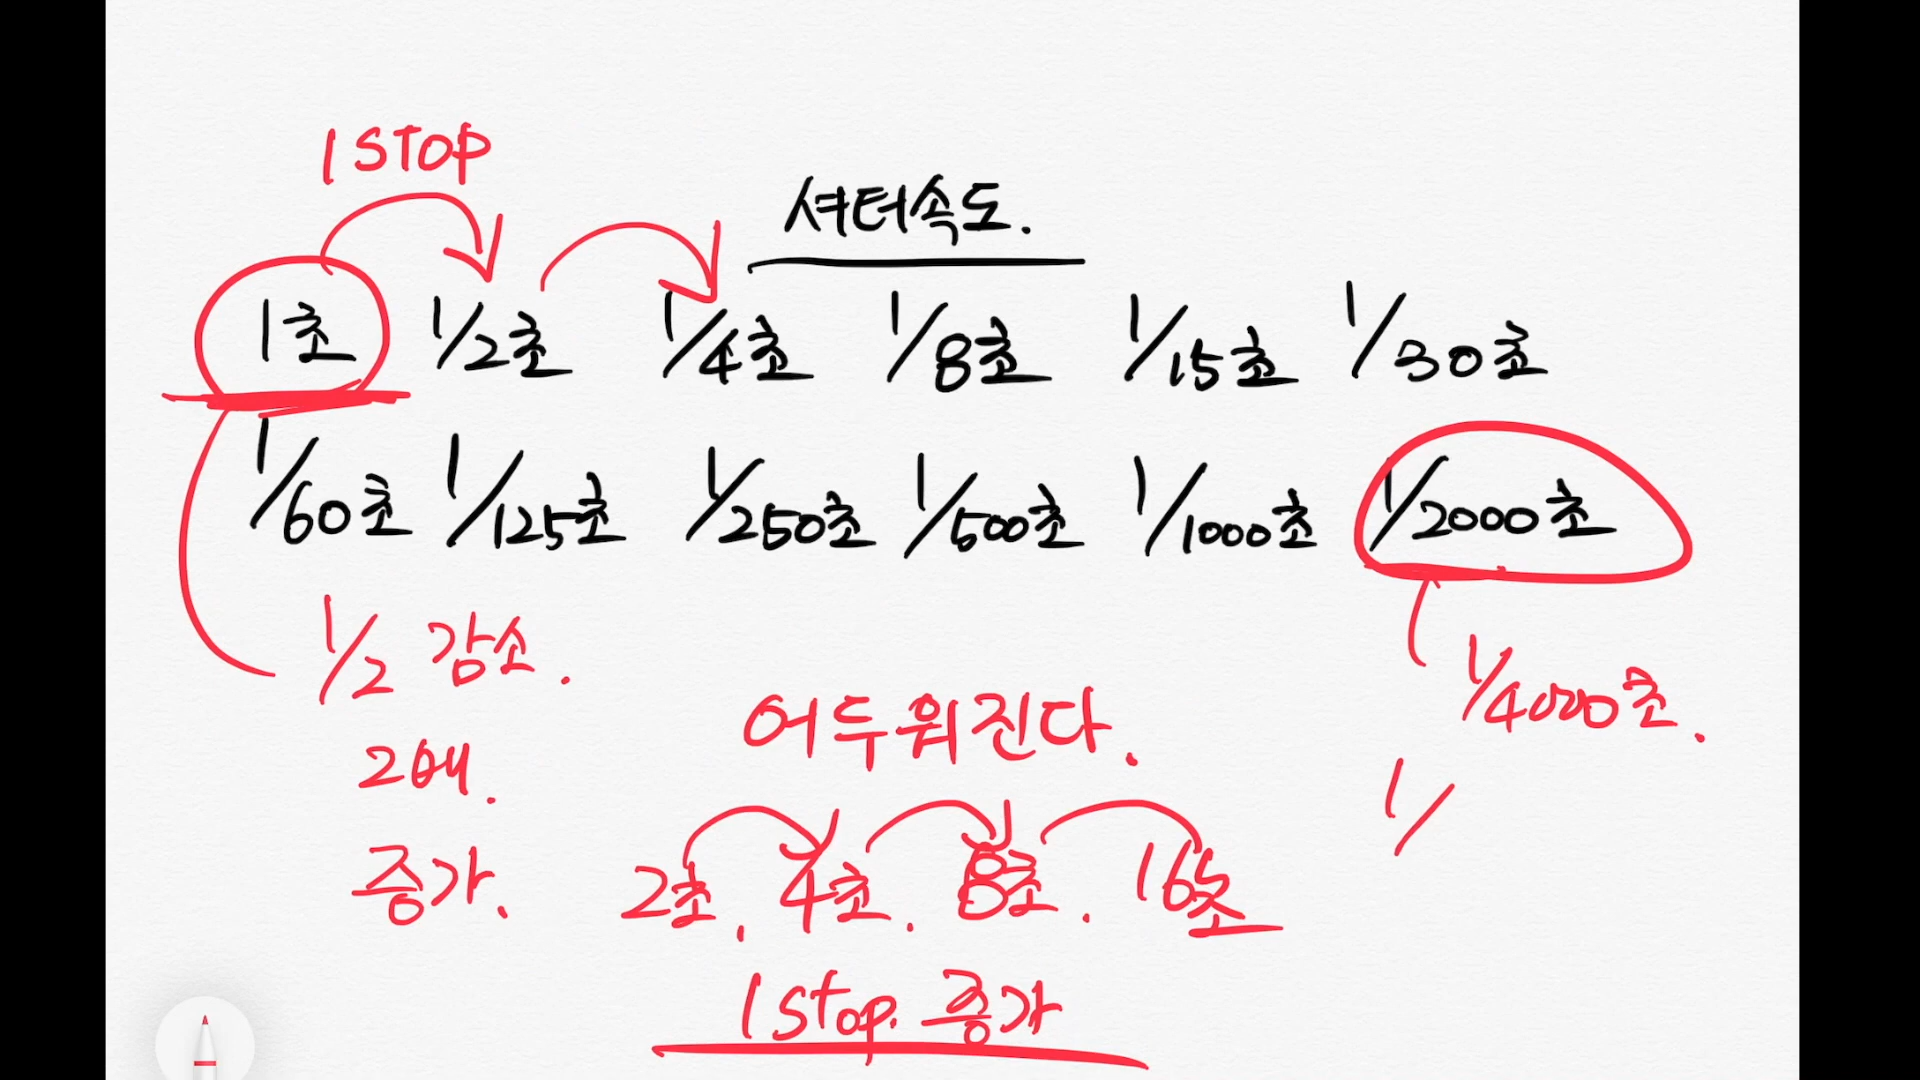 1 STOP
셔터속도.
1초 1/2초 1/4초 1/8초 1/15초 1/30초
1/60초 1/125초 1/250초 1/500초 1/1000초 1/2000초
1/2 감소.
1/4000초.
어두워진다.
2배.
1/
증가.
2초. 4초. 8초. 16초
1 stop. 증가